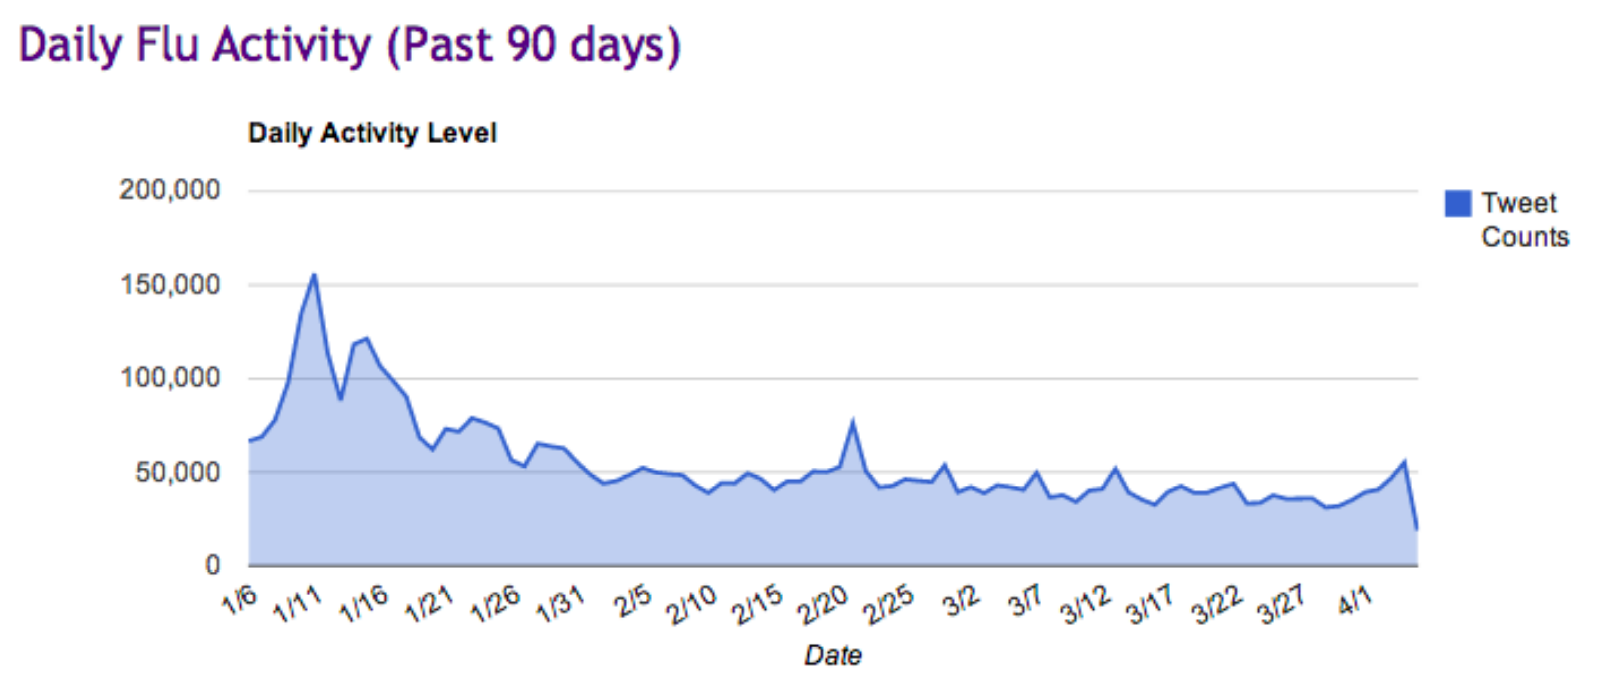 Daily Flu Activity (Past 90 days)
Daily Activity Level
200,000
150,000
100,000
50,000
0
Tweet
Counts
1/6 1/11 1/16 1/21 1/26 1/31 2/5 2/10 2/15 2/20 2/25 3/2 3/7 3/12 3/17 3/22 3/27 4/1
Date